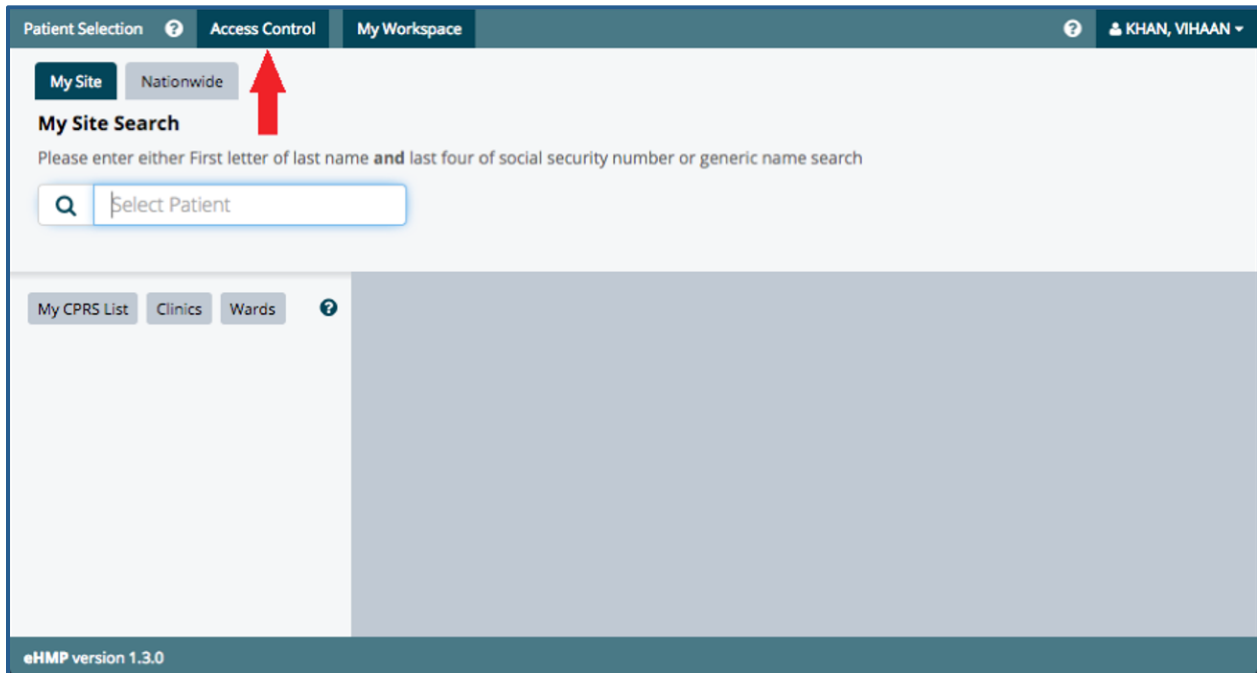 Patient Selection ? Access Control My Workspace ? KHAN, VIHAAN
My Site Nationwide
My Site Search
Please enter either First letter of last name and last four of social security number or generic name search
Select Patient
My CPRS List Clinics Wards ?
eHMP version 1.3.0